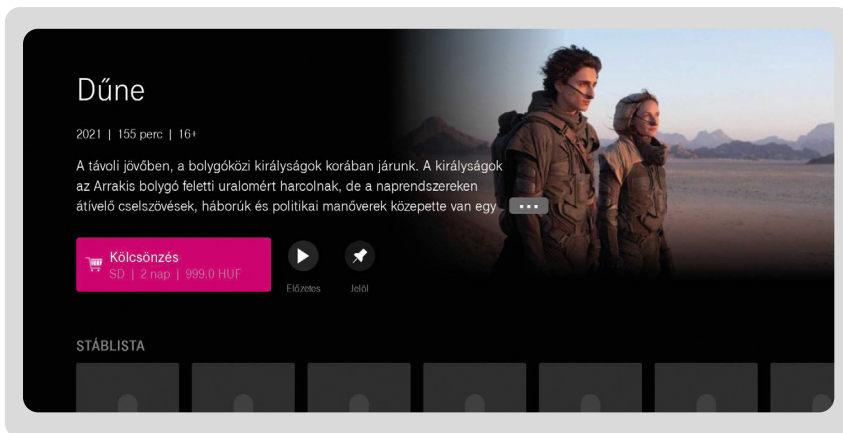 Dűne
2021 | 155 perc | 16+
A távoli jövőben, a bolygóközi királyságok korában járunk. A királyságok
az Arrakis bolygó feletti uralomért harcolnak, de a naprendszereken
átívelő cselszövések, háborúk és politikai manőverek közepette van egy ...
Kölcsönzés
SD | 2 nap | 999.0 HUF
Előzetes Jelöl
STÁBLISTA